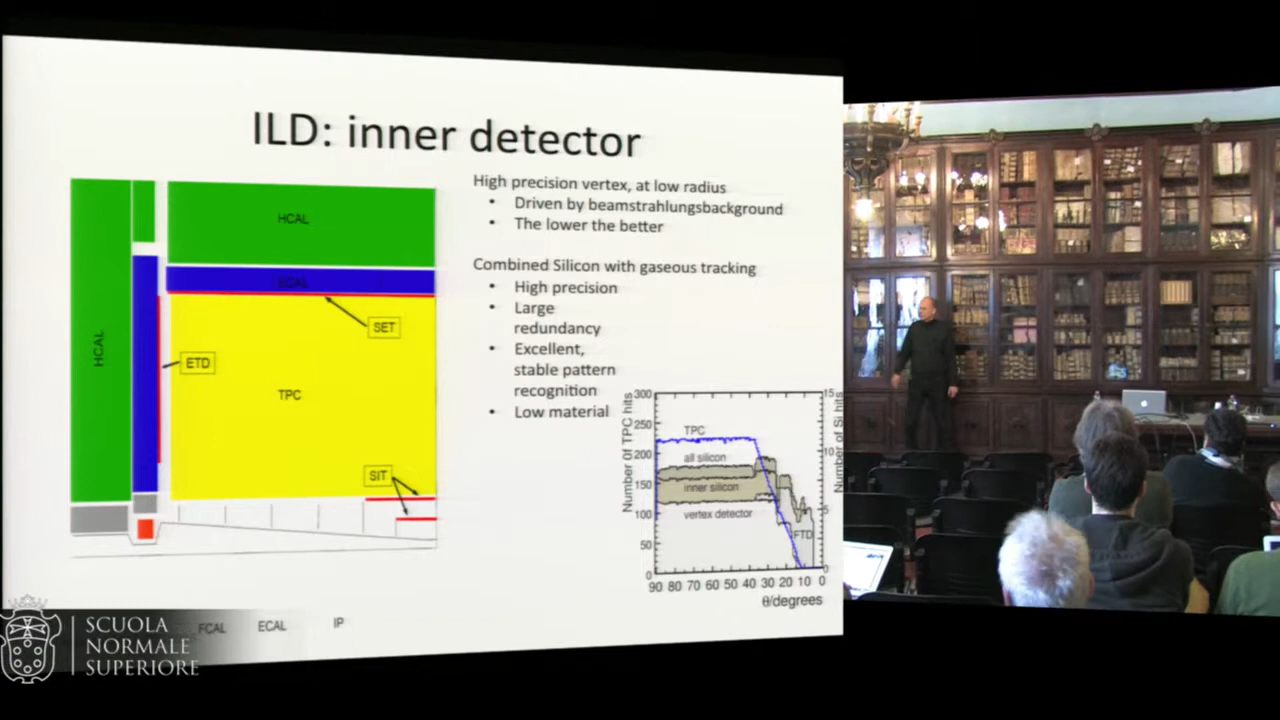 ILD: inner detector
HCAL
ECAL
SET
HCAL
ETD
TPC
SIT
High precision vertex, at low radius
• Driven by beamstrahlungsbackground
• The lower the better
Combined Silicon with gaseous tracking
• High precision
• Large
redundancy
• Excellent,
stable pattern
recognition
• Low material
Number of TPC hits
300
250
200
150
100
50
0
TPC
all silicon
inner silicon
vertex detector
FTD
15
10
5
0
Number of Si hits
90 80 70 60 50 40 30 20 10 0
θ/degrees
FCAL
ECAL
IP
SCUOLA
NORMALE
SUPERIORE